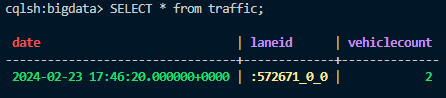 cqlsh:bigdata> SELECT * from traffic;
date | laneid | vehiclecount
---------------------------------+-------------+--------------
2024-02-23 17:46:20.000000+0000 | :572671_0_0 | 2